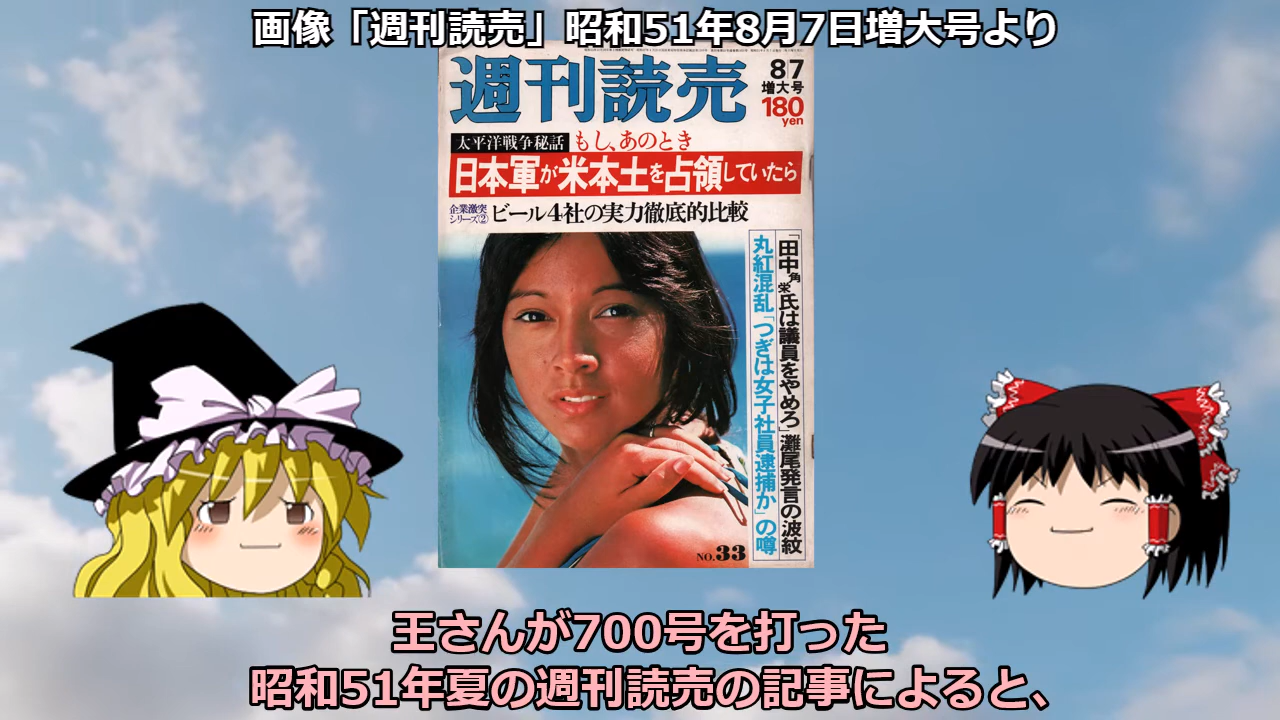 画像「週刊読売」昭和51年8月7日増大号より
週刊読売
87
増大号
180
yen
太平洋戦争秘話
もし、あのとき
日本軍が米本土を占領していたら
企業激突
シリーズ②
ビール4社の実力徹底的比較
「田中角栄氏は議員をやめろ」灘尾発言の波紋
丸紅混乱「つぎは女子社員逮捕か」の噂
NO.33
王さんが700号を打った
昭和51年夏の週刊読売の記事によると、